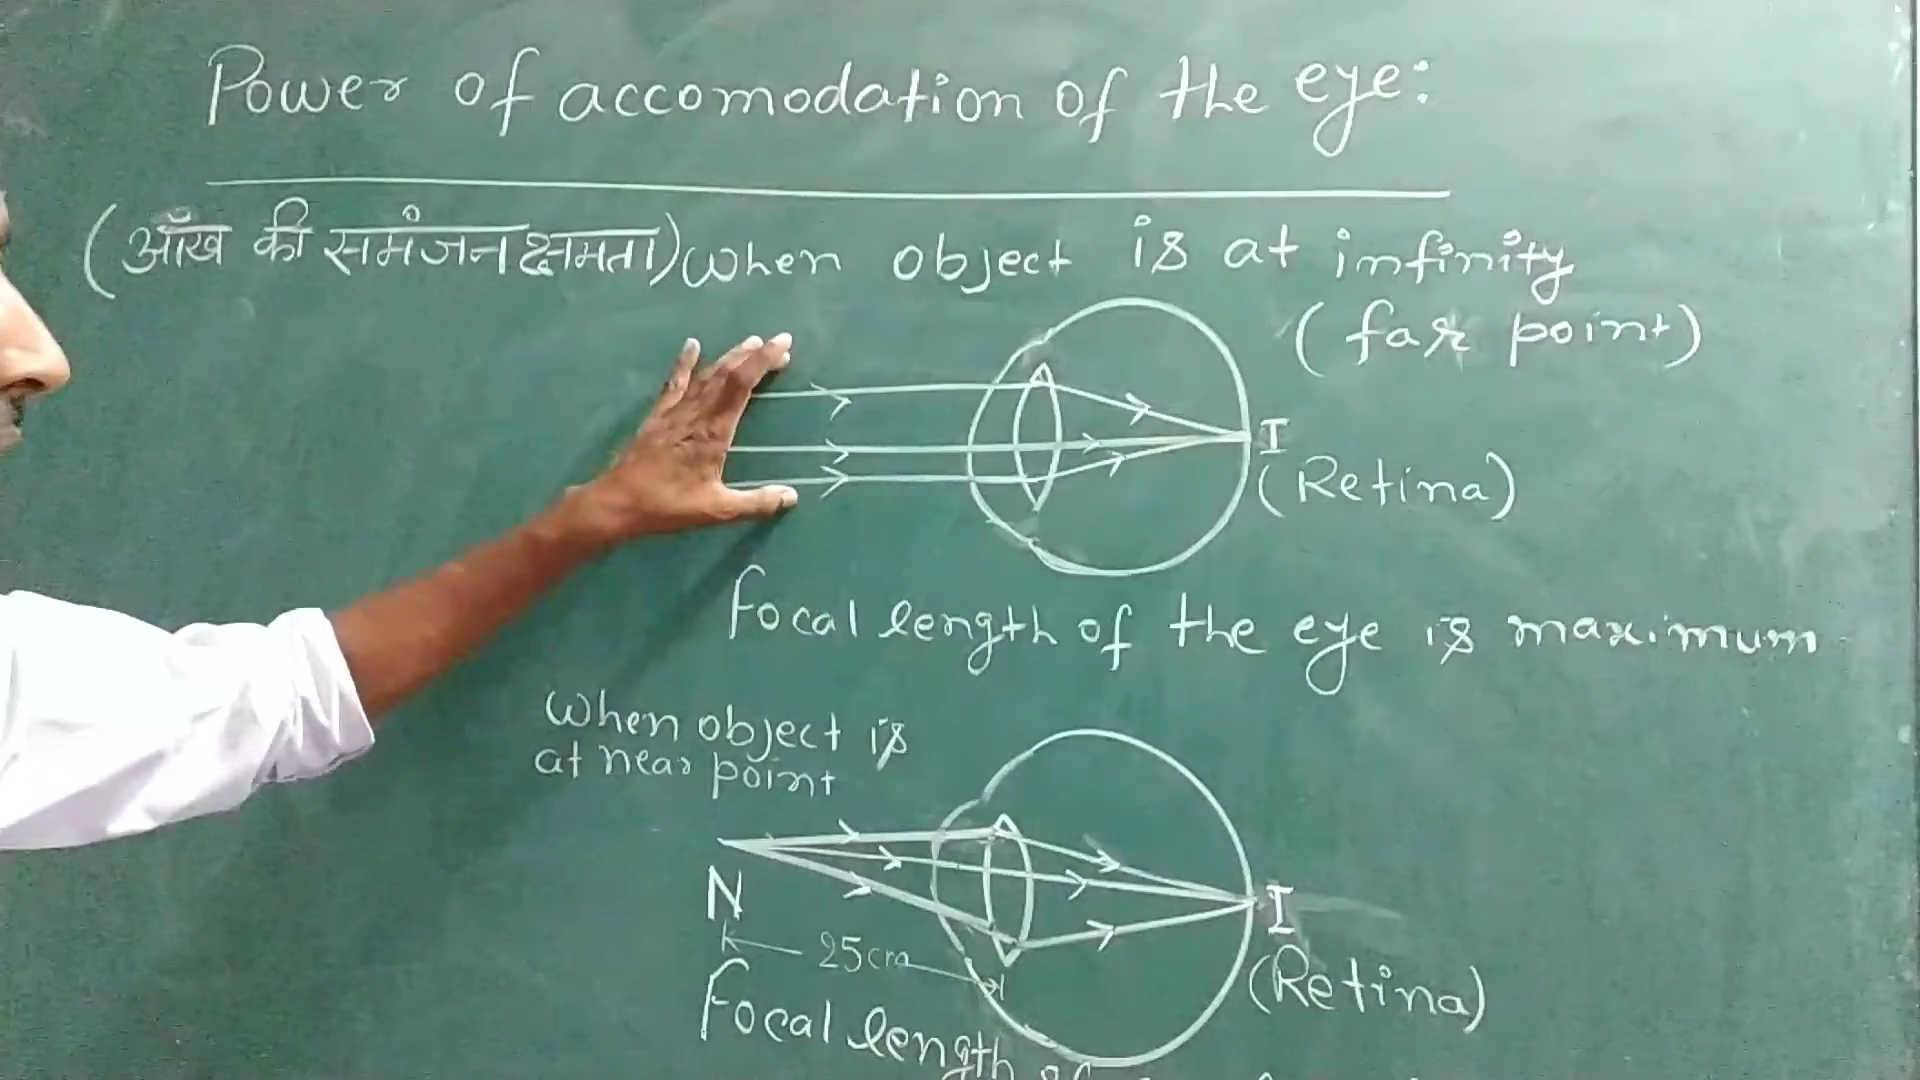 Power of accomodation of the eye:
(आँख की समंजन क्षमता) when object is at infinity
(far point)
I
(Retina)
Focal length of the eye is maximum
when object is
at near point
N
I
25cm
(Retina)
Focal length of